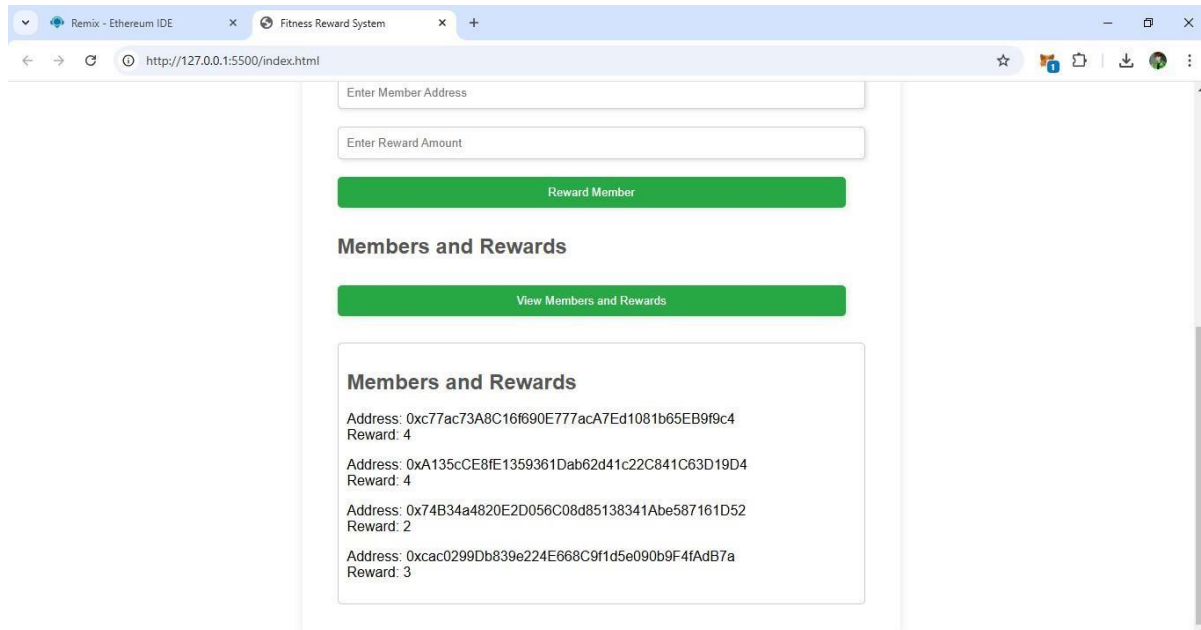 Remix - Ethereum IDE
Fitness Reward System
http://127.0.0.1:5500/index.html
1
Enter Member Address
Enter Reward Amount
Reward Member
Members and Rewards
View Members and Rewards
Members and Rewards
Address: 0xc77ac73A8C16f690E777acA7Ed1081b65EB9f9c4
Reward: 4
Address: 0xA135cCE8fE1359361Dab62d41c22C841C63D19D4
Reward: 4
Address: 0x74B34a4820E2D056C08d85138341Abe587161D52
Reward: 2
Address: 0xcac0299Db839e224E668C9f1d5e090b9F4fAdB7a
Reward: 3